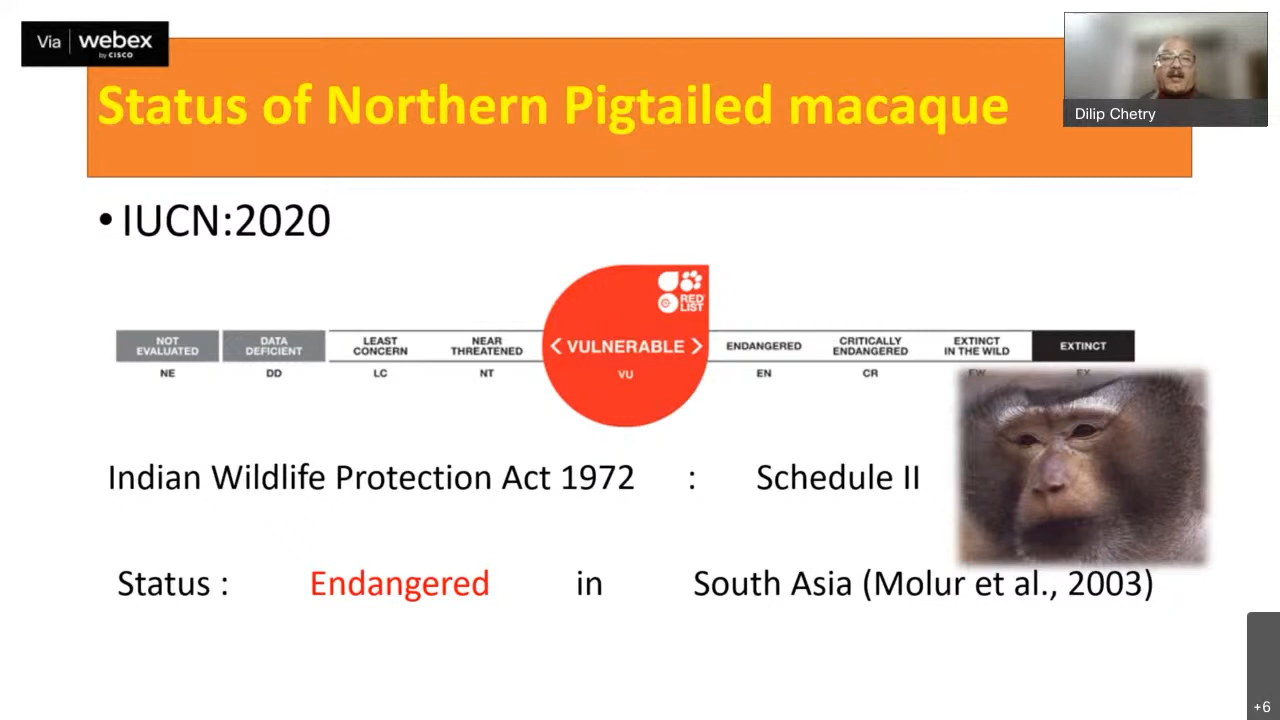 Via webex
by CISCO
Status of Northern Pigtailed macaque
Dilip Chetry
• IUCN:2020
RED
LIST
NOT
EVALUATED
DATA
DEFICIENT
LEAST
CONCERN
NEAR
THREATENED
< VULNERABLE >
ENDANGERED
CRITICALLY
ENDANGERED
EXTINCT
IN THE WILD
EXTINCT
NE DD LC NT VU EN CR EW EX
Indian Wildlife Protection Act 1972 : Schedule II
Status : Endangered in South Asia (Molur et al., 2003)
+6